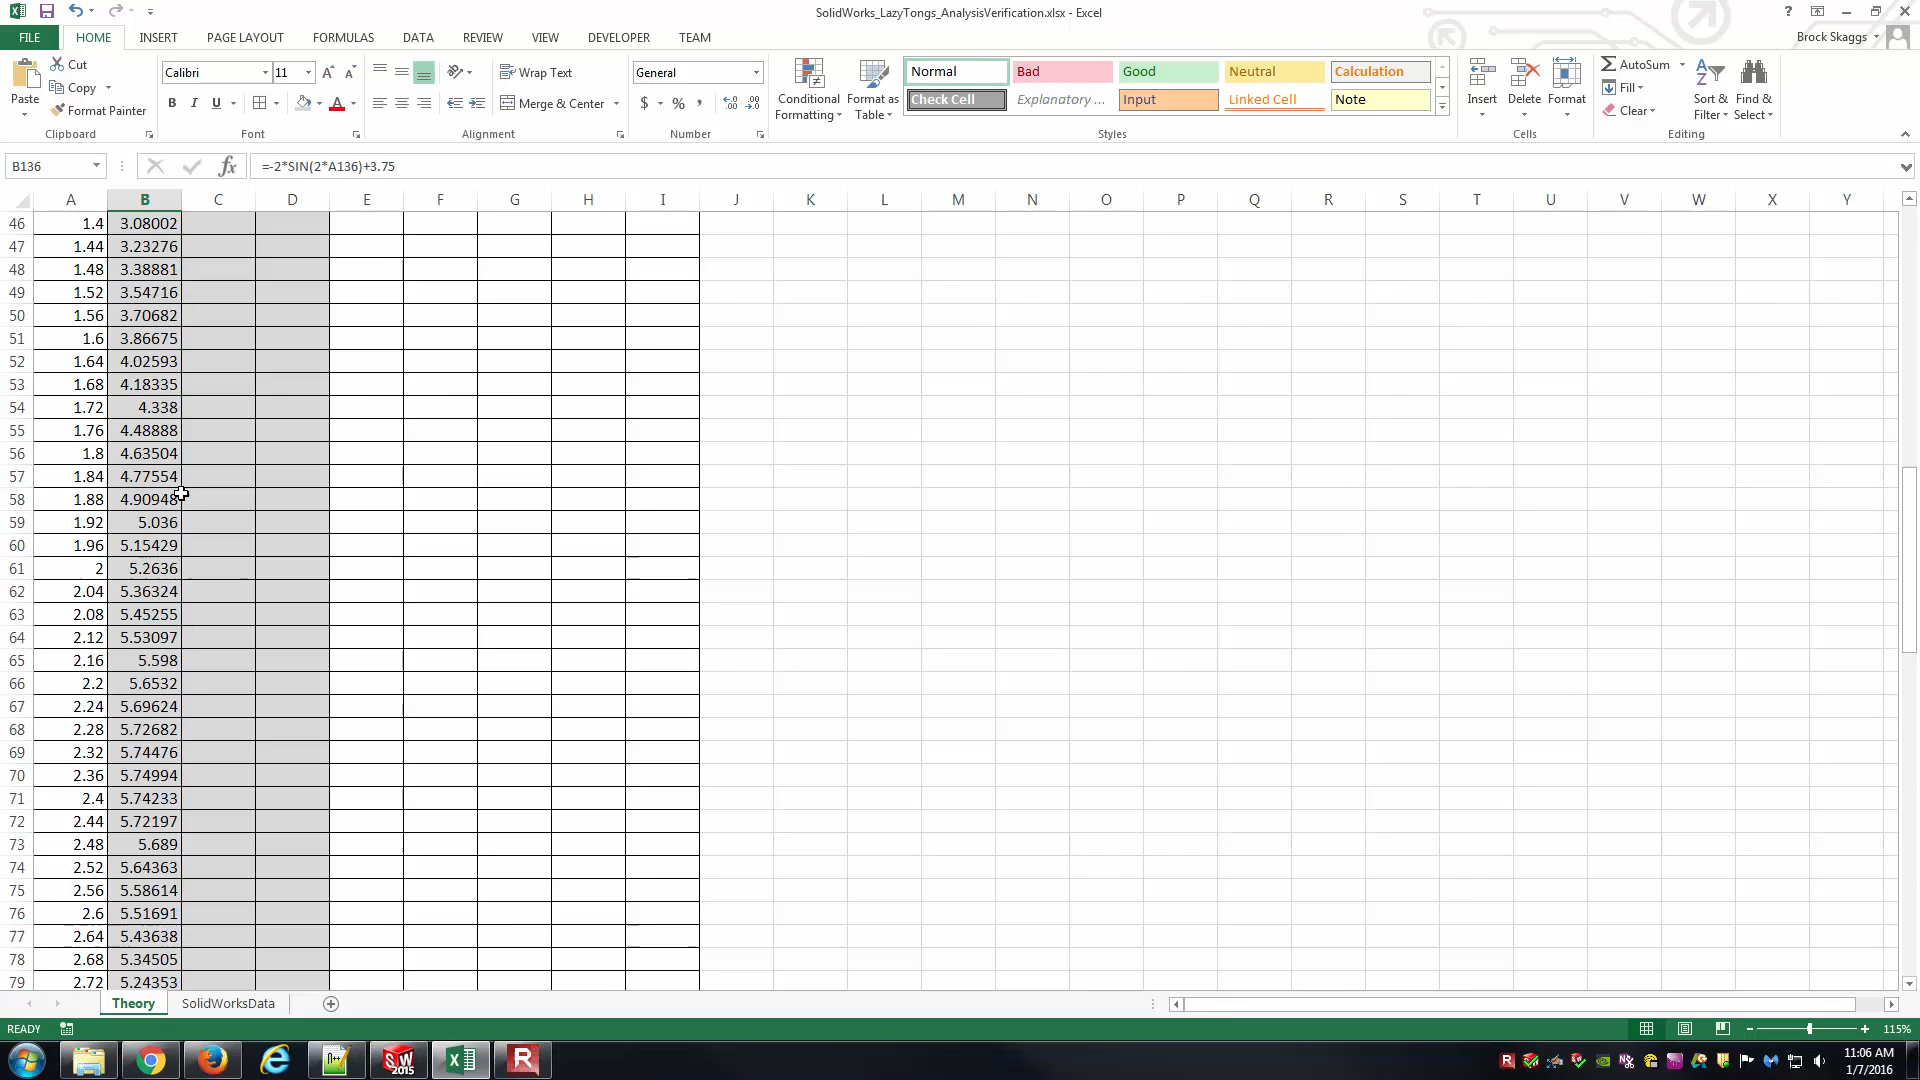 SolidWorks_LazyTongs_AnalysisVerification.xlsx - Excel
FILE HOME INSERT PAGE LAYOUT FORMULAS DATA REVIEW VIEW DEVELOPER TEAM Brock Skaggs
Paste Cut Copy Format Painter Clipboard
Calibri 11 B I U Font
Wrap Text Merge & Center Alignment
General $ % Number
Conditional Formatting Format as Table
Normal Bad Good Neutral Calculation
Check Cell Explanatory ... Input Linked Cell Note
Styles
Insert Delete Format Cells
AutoSum Fill Clear Sort & Filter Find & Select Editing
B136 fx =-2*SIN(2*A136)+3.75
A B C D E F G H I J K L M N O P Q R S T U V W X Y
46 1.4 3.08002
47 1.44 3.23276
48 1.48 3.38881
49 1.52 3.54716
50 1.56 3.70682
51 1.6 3.86675
52 1.64 4.02593
53 1.68 4.18335
54 1.72 4.338
55 1.76 4.48888
56 1.8 4.63504
57 1.84 4.77554
58 1.88 4.90948
59 1.92 5.036
60 1.96 5.15429
61 2 5.2636
62 2.04 5.36324
63 2.08 5.45255
64 2.12 5.53097
65 2.16 5.598
66 2.2 5.6532
67 2.24 5.69624
68 2.28 5.72682
69 2.32 5.74476
70 2.36 5.74994
71 2.4 5.74233
72 2.44 5.72197
73 2.48 5.689
74 2.52 5.64363
75 2.56 5.58614
76 2.6 5.51691
77 2.64 5.43638
78 2.68 5.34505
79 2.72 5.24353
Theory SolidWorksData
READY 115%
SW 2015
11:06 AM
1/7/2016